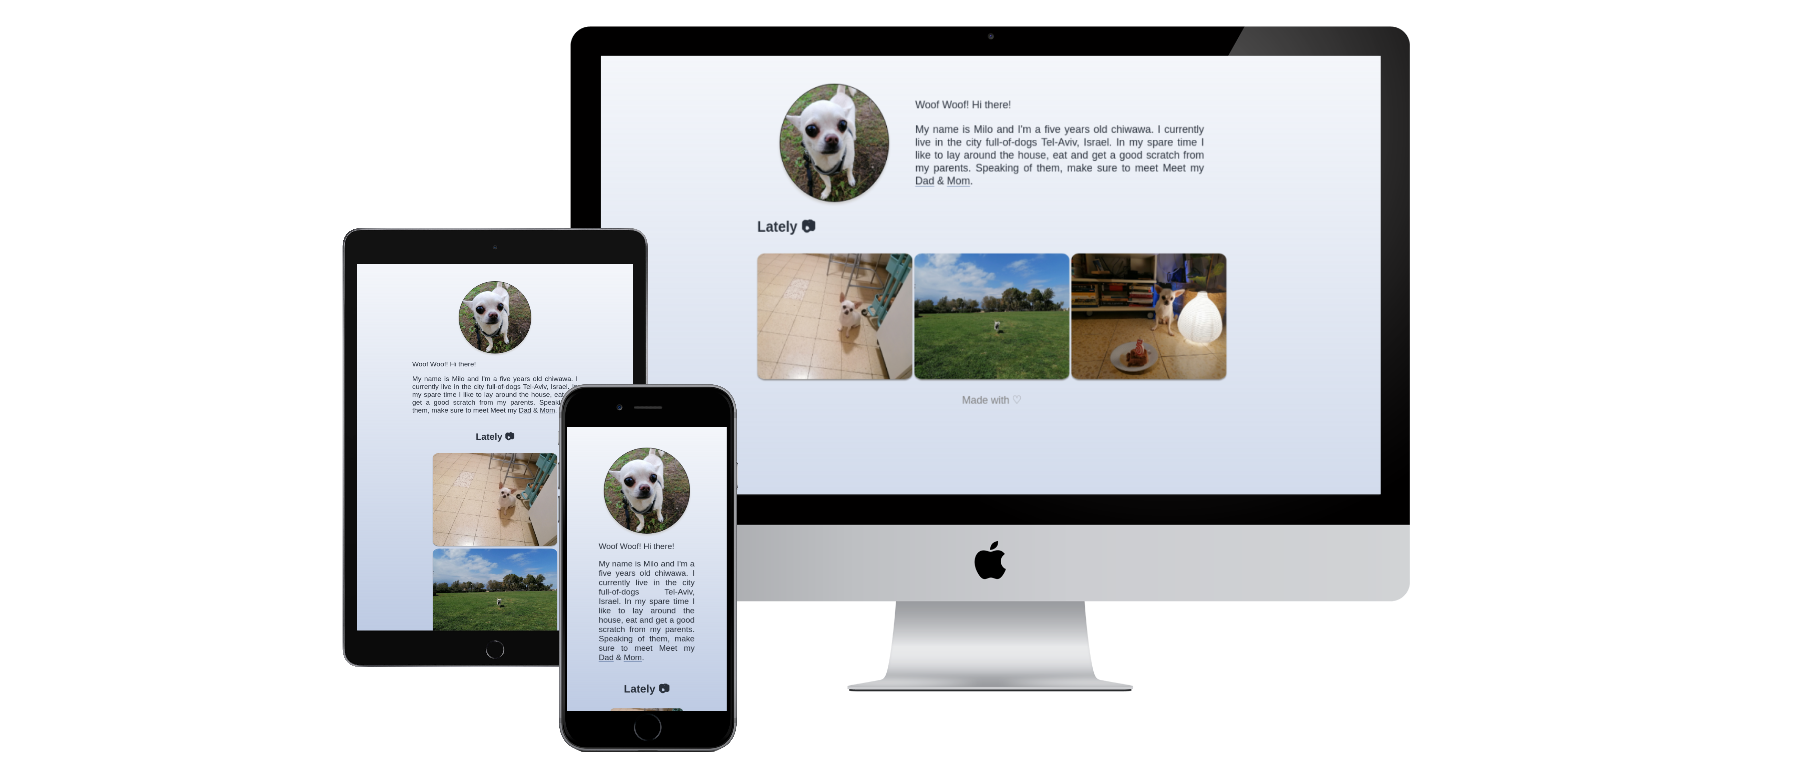 Woof Woof! Hi there!
My name is Milo and I'm a five years old chiwawa. I currently
live in the city full-of-dogs Tel-Aviv, Israel. In my spare time I
like to lay around the house, eat and get a good scratch from
my parents. Speaking of them, make sure to meet Meet my
Dad & Mom.
Lately
Made with ♡
Woof Woof! Hi there!
My name is Milo and I'm a five years old chiwawa. I
currently live in the city full-of-dogs Tel-Aviv, Israel.
my spare time I like to lay around the house, eat
get a good scratch from my parents.
them, make sure to meet Meet my Dad & Mom
Lately
Woof Woof! Hi there!
My name is Milo and I'm a
five years old chiwawa. I
currently live in the city
full-of-dogs Tel-Aviv,
Israel. In my spare time I
like to lay around the
house, eat and get a good
scratch from my parents.
Speaking of them, make
sure to meet Meet my
Dad & Mom.
Lately